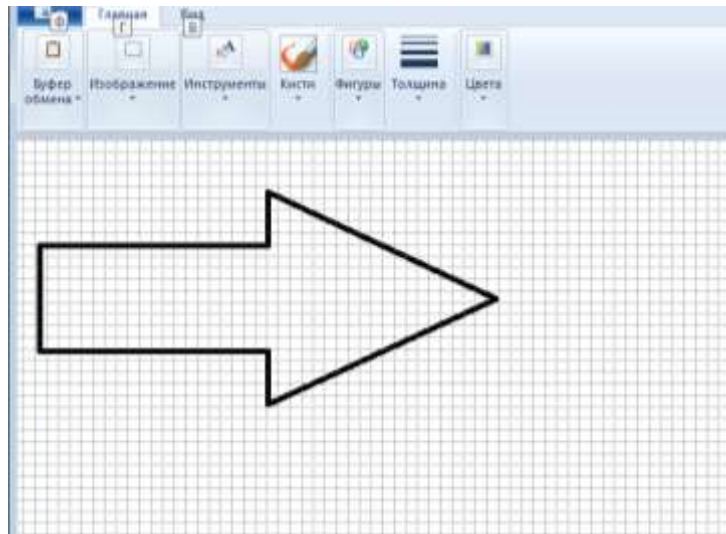 Главная Вид
Ф Г В
Буфер обмена Изображение Инструменты Кисти Фигуры Толщина Цвета